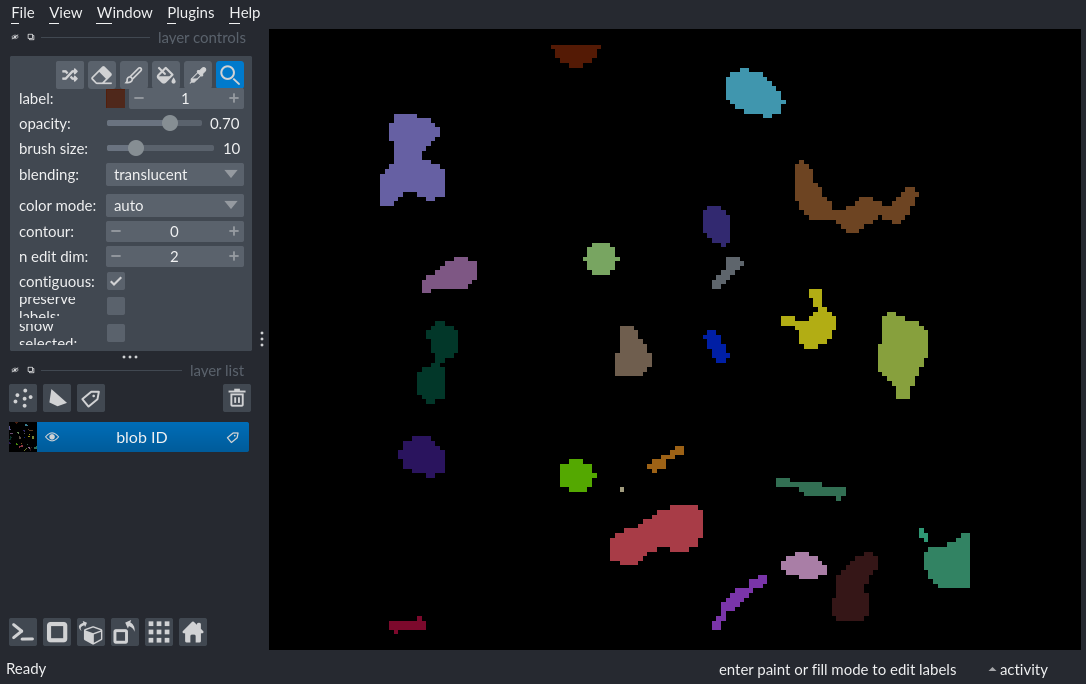 File View Window Plugins Help
layer controls
label: 1
opacity: 0.70
brush size: 10
blending: translucent
color mode: auto
contour: 0
n edit dim: 2
contiguous:
preserve
labels:
show
selected:
layer list
blob ID
Ready
enter paint or fill mode to edit labels
activity